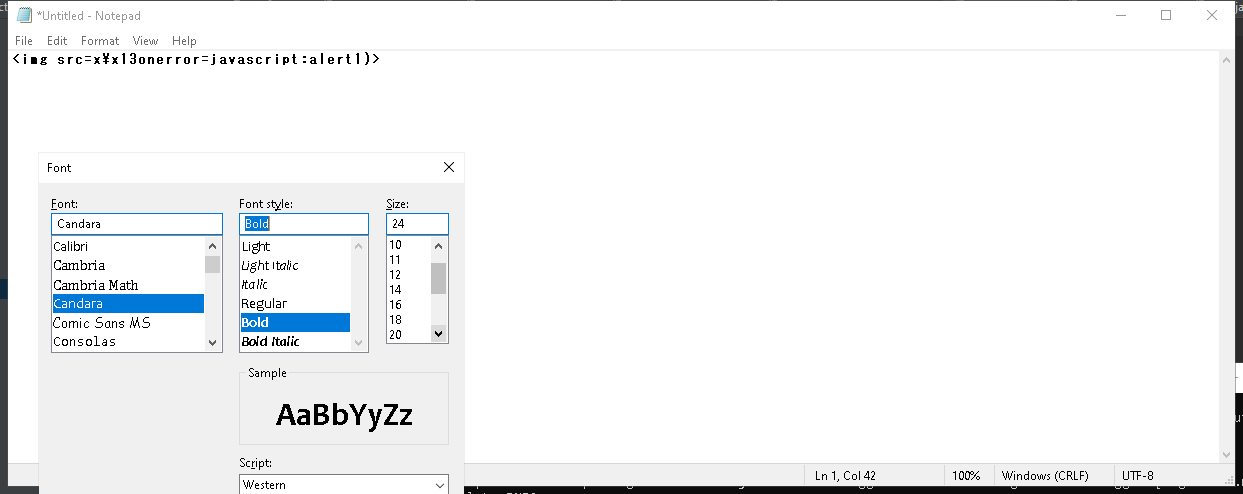 *Untitled - Notepad
File Edit Format View Help
<img src=x¥x13onerror=javascript:alert1)>
Font
Font: Font style: Size:
Candara Bold 24
Calibri Light 10
Cambria Light Italic 11
Cambria Math Italic 12
Candara Regular 14
Comic Sans MS Bold 16
Consolas Bold Italic 18
20
Sample
AaBbYyZz
Script:
Western
Ln 1, Col 42 100% Windows (CRLF) UTF-8